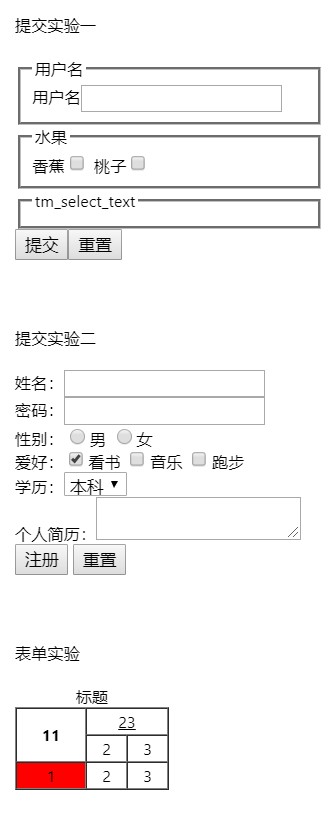 提交实验一
用户名
用户名
水果
香蕉 桃子
tm_select_text
提交 重置
提交实验二
姓名：
密码：
性别： 男 女
爱好： 看书 音乐 跑步
学历： 本科
个人简历：
注册 重置
表单实验
标题
11 23
2 3
1 2 3